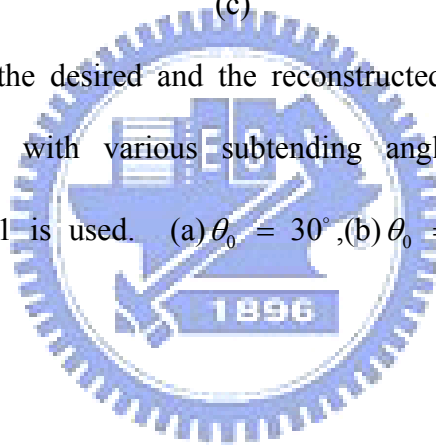 (c)
the desired and the reconstructed
with various subtending angl
1 is used. (a) θ₀ = 30°,(b) θ₀ =
1896